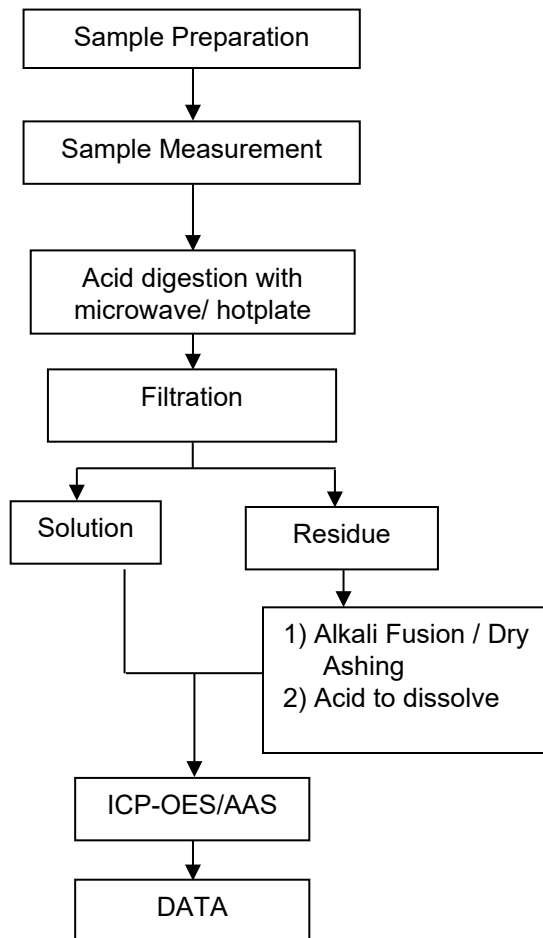 Sample Preparation
Sample Measurement
Acid digestion with
microwave/ hotplate
Filtration
Solution
Residue
1) Alkali Fusion / Dry
Ashing
2) Acid to dissolve
ICP-OES/AAS
DATA